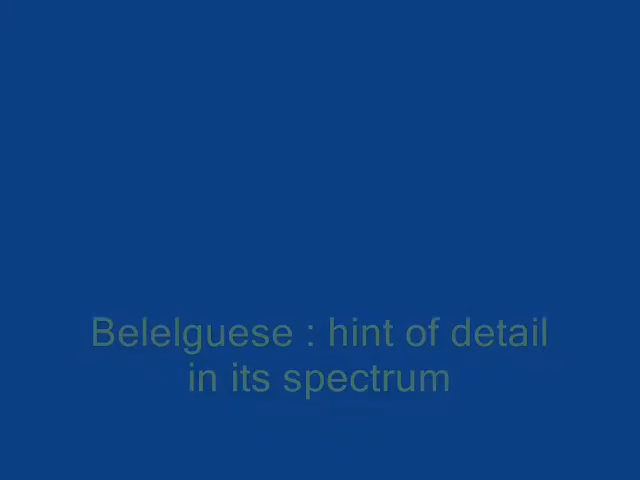 Belelguese : hint of detail
in its spectrum